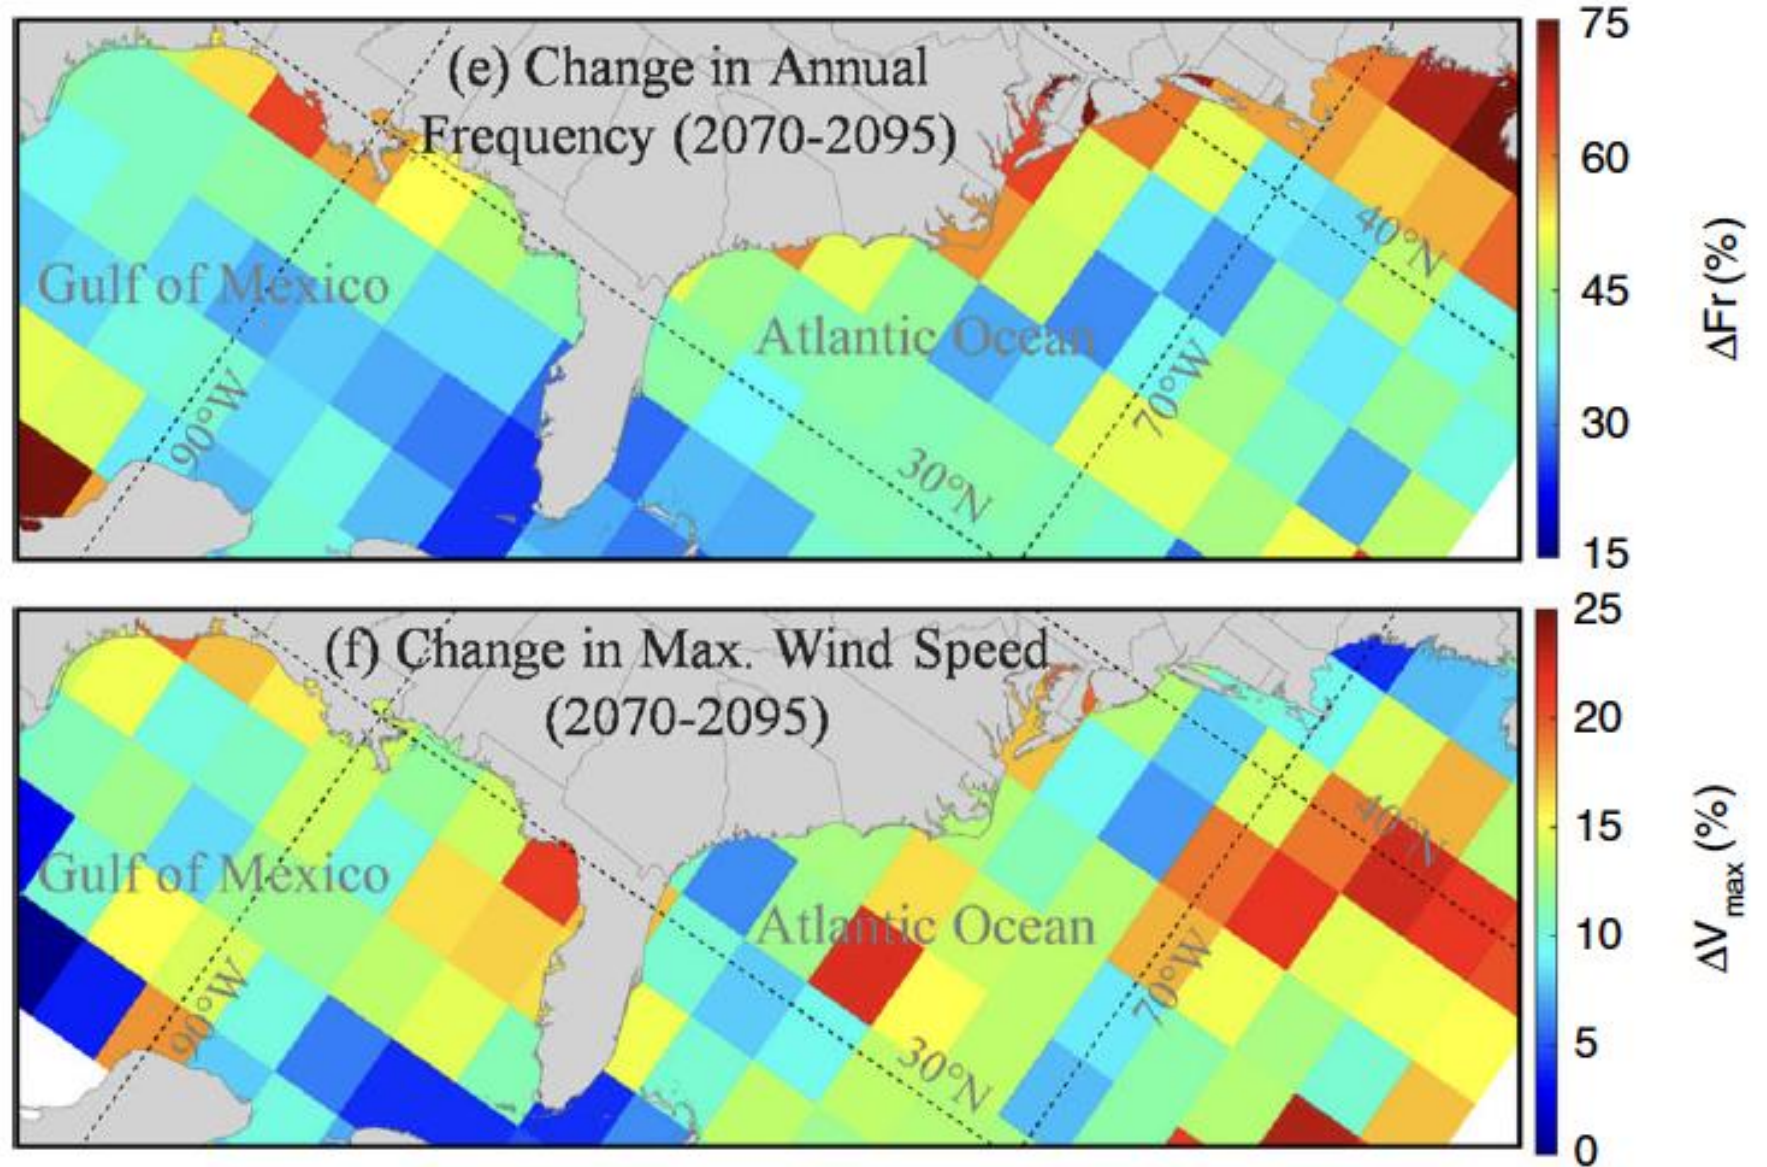 (e) Change in Annual
Frequency (2070-2095)
Gulf of Mexico
Atlantic Ocean
90°W
70°W
30°N
40°N
75
60
45
30
15
ΔFr (%)
(f) Change in Max. Wind Speed
(2070-2095)
Gulf of Mexico
Atlantic Ocean
90°W
70°W
30°N
40°N
25
20
15
10
5
0
ΔVmax (%)